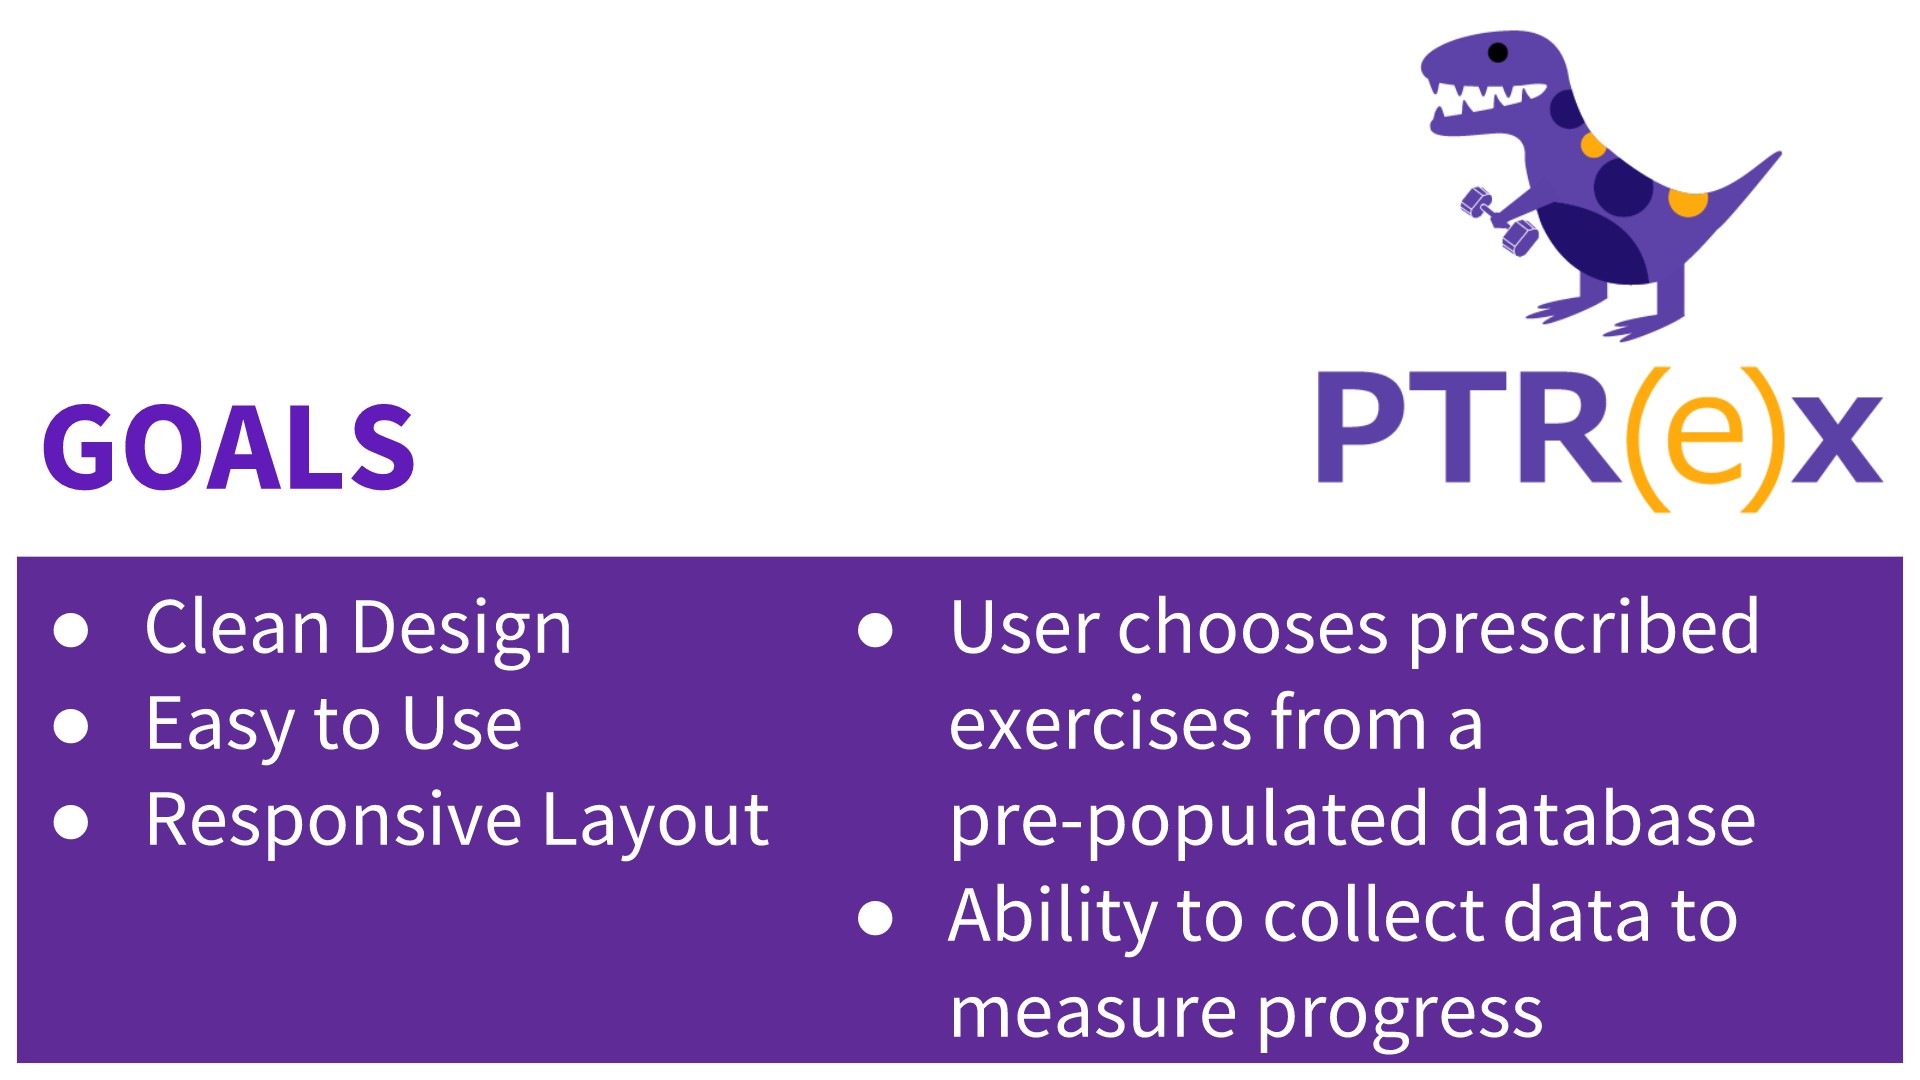 PTR(e)x
GOALS
● Clean Design
● Easy to Use
● Responsive Layout
● User chooses prescribed
exercises from a
pre-populated database
● Ability to collect data to
measure progress